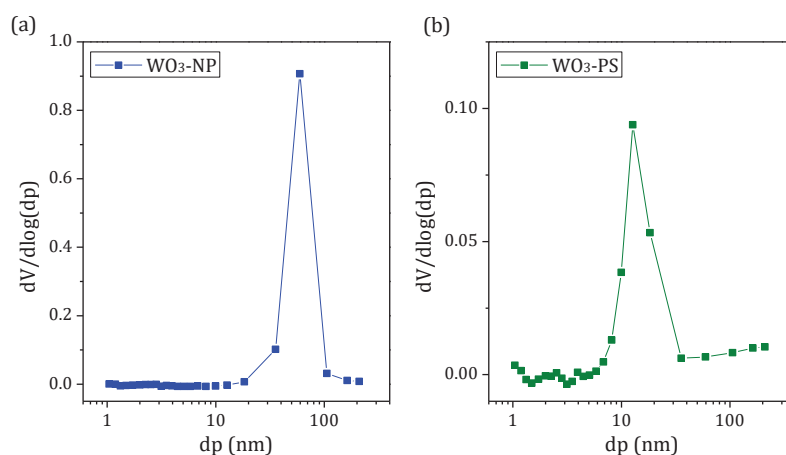 (a)
WO₃-NP
1.0
0.8
0.6
0.4
0.2
0.0
dV/dlog(dp)
1
10
100
dp (nm)
(b)
WO₃-PS
0.10
0.05
0.00
dV/dlog(dp)
1
10
100
dp (nm)